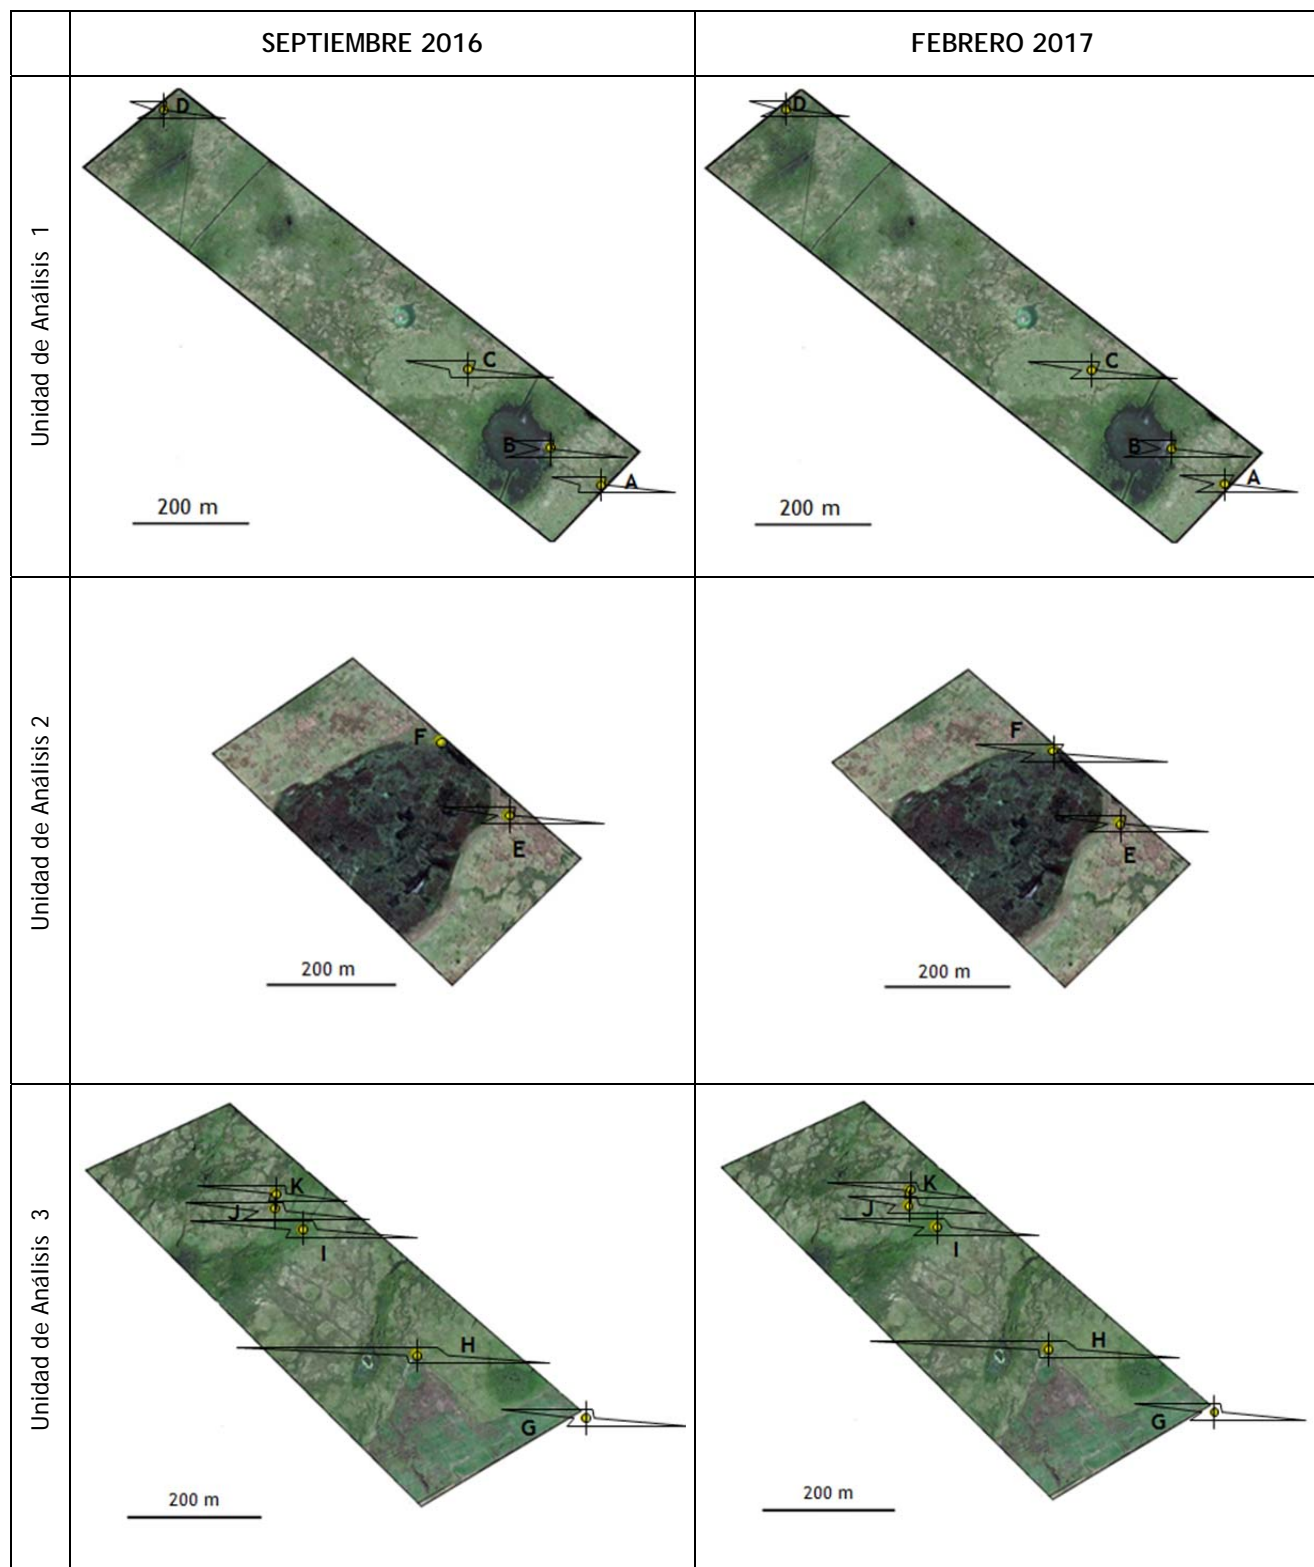 SEPTIEMBRE 2016
FEBRERO 2017
Unidad de Análisis 1
D
C
B
A
200 m
D
C
B
A
200 m
Unidad de Análisis 2
F
E
200 m
F
E
200 m
Unidad de Análisis 3
K
J
I
H
G
200 m
K
J
I
H
G
200 m